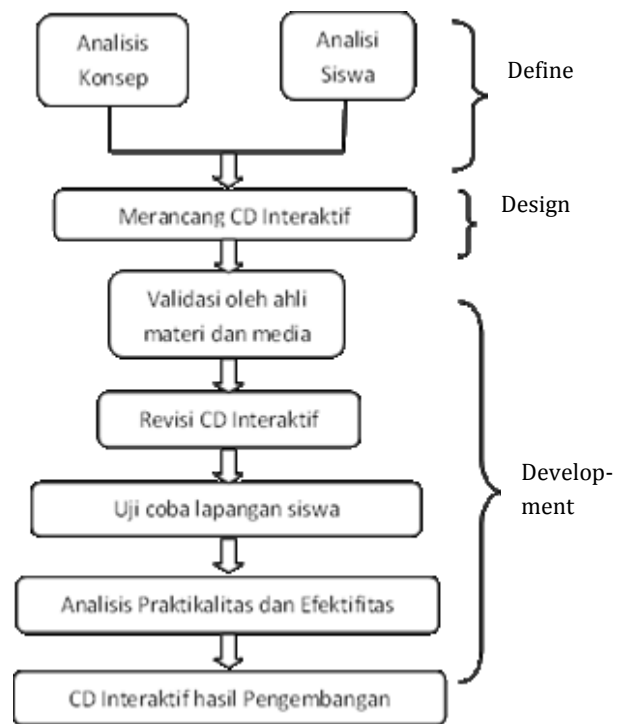 Analisis
Konsep
Analisi
Siswa
Define
Merancang CD Interaktif
Design
Validasi oleh ahli
materi dan media
Revisi CD Interaktif
Uji coba lapangan siswa
Develop-
ment
Analisis Praktikalitas dan Efektifitas
CD Interaktif hasil Pengembangan